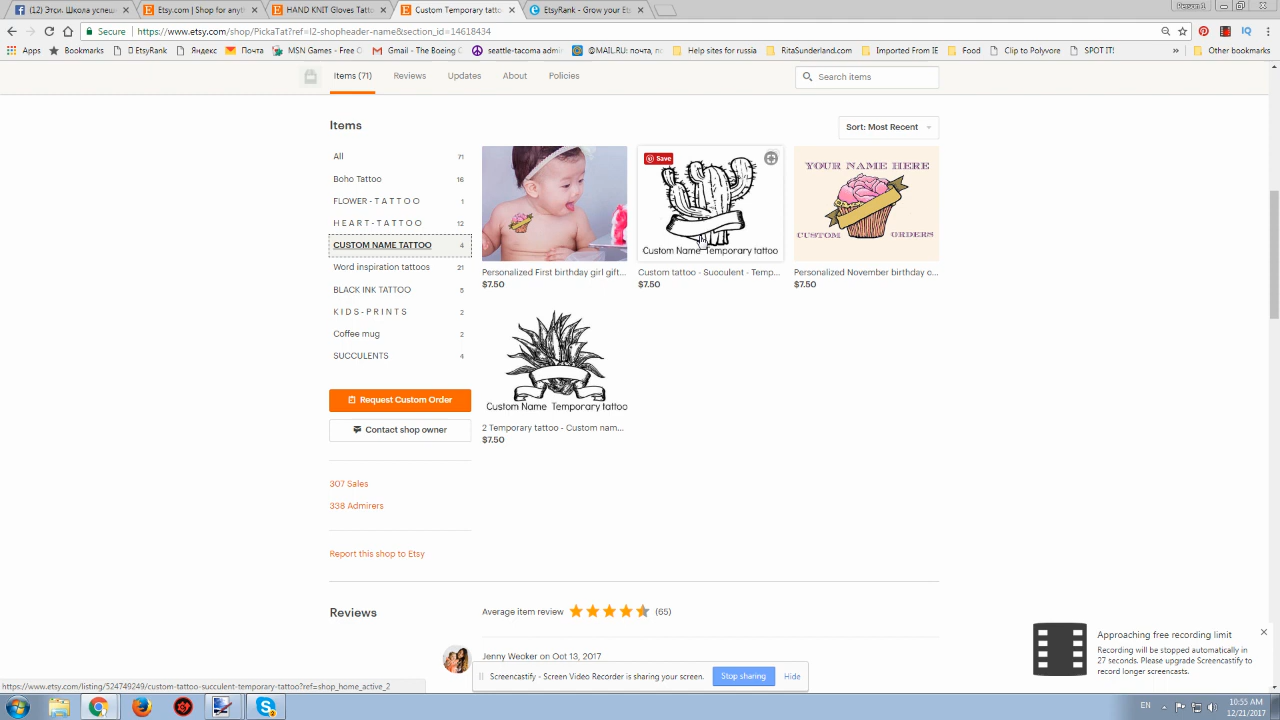 (12) Этси. Школа успеш
Etsy.com | Shop for anyt
HAND KNIT Gloves Tutori
Custom Temporary tatto
EtsyRank - Grow your Ets
Secure
https://www.etsy.com/shop/PickaTat?ref=l2-shopheader-name&section_id=14618434
Apps
Bookmarks
EtsyRank
Яндекс
Почта
MSN Games - Free O
Gmail - The Boeing C
seattle-tacoma admin
@MAIL.RU: почта, по
Help sites for russia
RitaSunderland.com
Imported From IE
Food
Clip to Polyvore
SPOT IT!
Other bookmarks
Items (71)
Reviews
Updates
About
Policies
Search items
Items
Sort: Most Recent
All 71
Boho Tattoo 16
FLOWER - T A T T O O 1
H E A R T - T A T T O O 12
CUSTOM NAME TATTOO 4
Word inspiration tattoos 21
BLACK INK TATTOO 5
K I D S - P R I N T S 2
Coffee mug 2
SUCCULENTS 4
Save
Custom Name Temporary tattoo
YOUR NAME HERE
CUSTOM ORDERS
Personalized First birthday girl gift...
$7.50
Custom tattoo - Succulent - Temp...
$7.50
Personalized November birthday c...
$7.50
Custom Name Temporary tattoo
2 Temporary tattoo - Custom nam...
$7.50
Request Custom Order
Contact shop owner
307 Sales
338 Admirers
Report this shop to Etsy
Reviews
Average item review
(65)
Jenny Wecker on Oct 13, 2017
Approaching free recording limit
Recording will be stopped automatically in
27 seconds. Please upgrade Screencastify to
record longer screencasts.
Screencastify - Screen Video Recorder is sharing your screen.
Stop sharing
Hide
https://www.etsy.com/listing/524749249/custom-tattoo-succulent-temporary-tattoo?ref=shop_home_active_2
EN
10:55 AM
12/21/2017